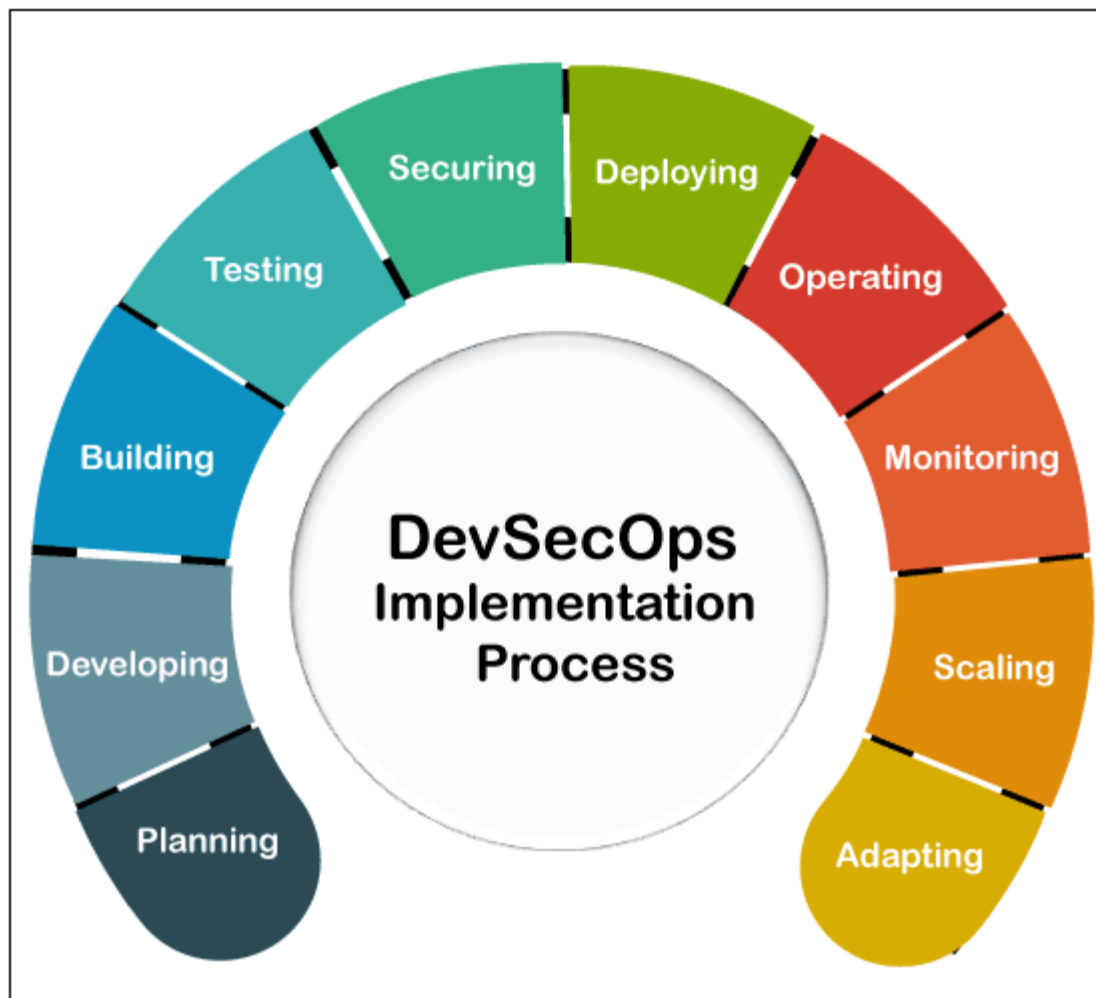 Planning
Developing
Building
Testing
Securing
Deploying
Operating
Monitoring
Scaling
Adapting
DevSecOps
Implementation
Process